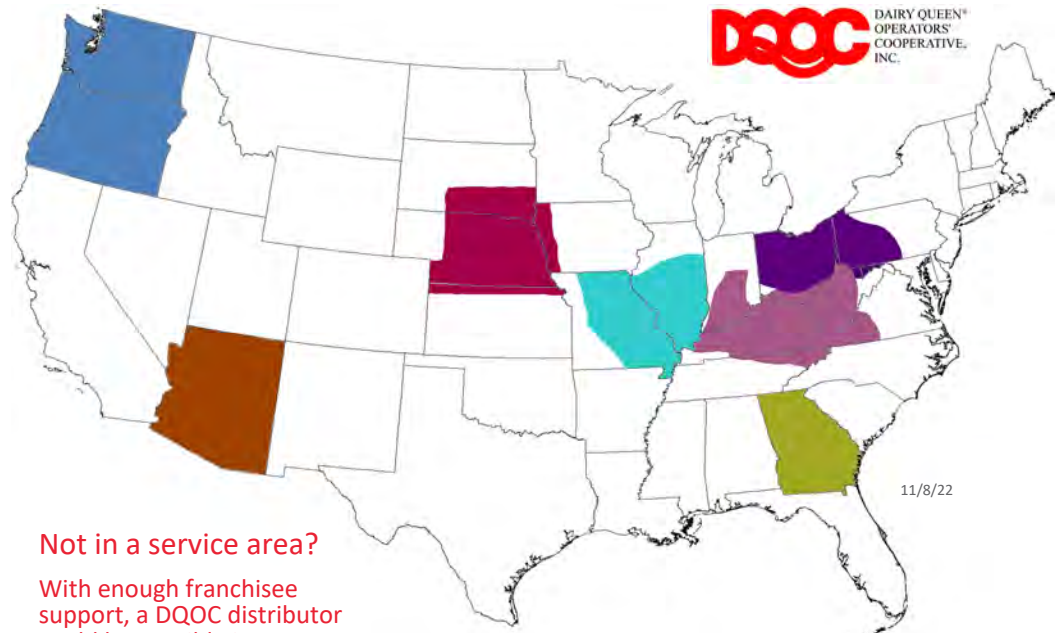 DQOC
DAIRY QUEEN®
OPERATORS'
COOPERATIVE,
INC.
11/8/22
Not in a service area?
With enough franchisee
support, a DQOC distributor